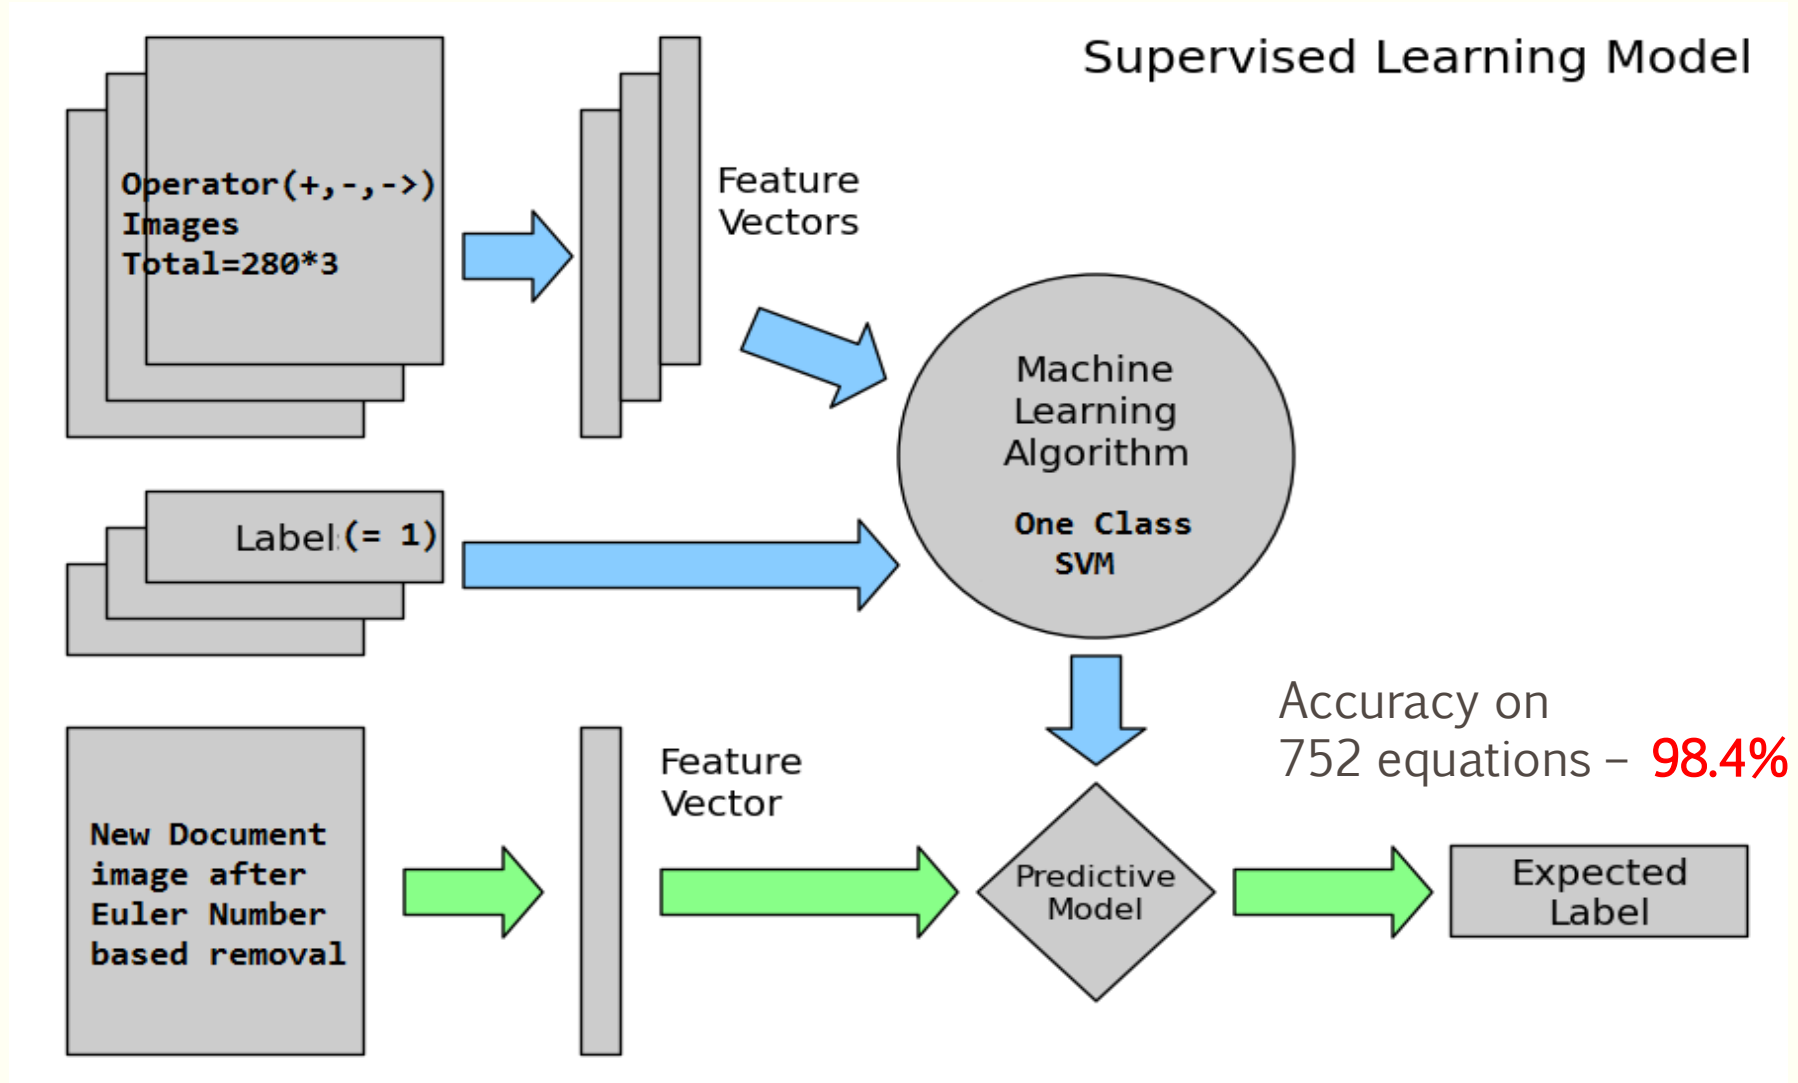 Supervised Learning Model
Operator(+,-,->)
Images
Total=280*3
Feature
Vectors
Machine
Learning
Algorithm
One Class
SVM
Label:(= 1)
Accuracy on
752 equations – 98.4%
New Document
image after
Euler Number
based removal
Feature
Vector
Predictive
Model
Expected
Label